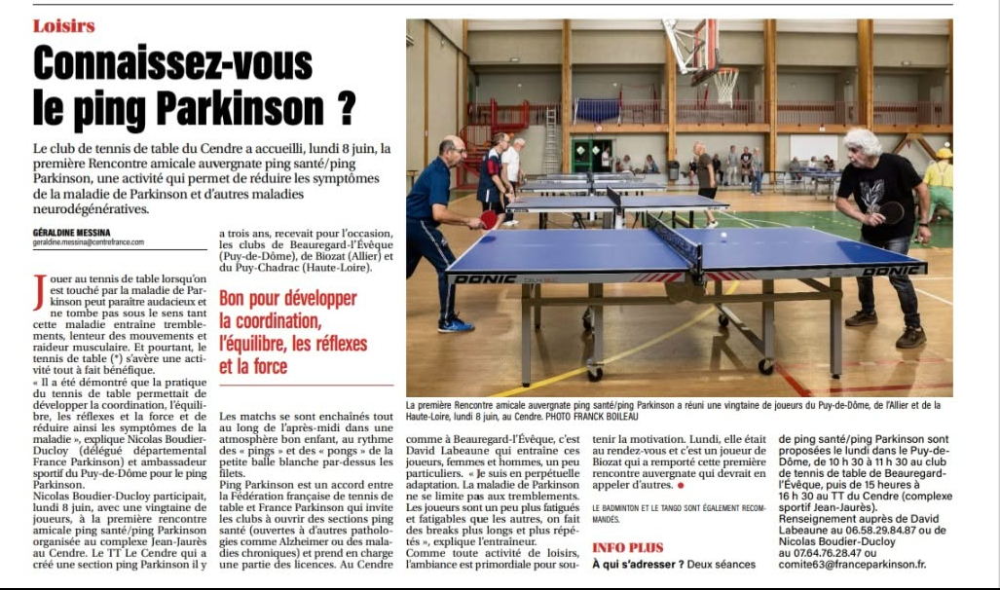 Loisirs
Connaissez-vous
le ping Parkinson ?
Le club de tennis de table du Cendre a accueilli, lundi 8 juin, la
première Rencontre amicale auvergnate ping santé/ping
Parkinson, une activité qui permet de réduire les symptômes
de la maladie de Parkinson et d'autres maladies
neurodégénératives.
GÉRALDINE MESSINA
geraldine.messina@centrefrance.com
Jouer au tennis de table lorsqu'on
est touché par la maladie de Par-
kinson peut paraître audacieux et
ne tombe pas sous le sens tant
cette maladie entraîne tremble-
ments, lenteur des mouvements et
raideur musculaire. Et pourtant, le
tennis de table (*) s'avère une acti-
vité tout à fait bénéfique.
« Il a été démontré que la pratique
du tennis de table permettait de
développer la coordination, l'équili-
bre, les réflexes et la force et de
réduire ainsi les symptômes de la
maladie », explique Nicolas Boudier-
Ducloy (délégué départemental
France Parkinson) et ambassadeur
sportif du Puy-de-Dôme pour le ping
Parkinson.
Nicolas Boudier-Ducloy participait,
lundi 8 juin, avec une vingtaine de
joueurs, à la première rencontre
amicale ping santé/ping Parkinson
organisée au complexe Jean-Jaurès
au Cendre. Le TT Le Cendre qui a
créé une section ping Parkinson il y
a trois ans, recevait pour l'occasion,
les clubs de Beauregard-l'Évêque
(Puy-de-Dôme), de Biozat (Allier) et
du Puy-Chadrac (Haute-Loire).
Bon pour développer
la coordination,
l'équilibre, les réflexes
et la force
Les matchs se sont enchaînés tout
au long de l'après-midi dans une
atmosphère bon enfant, au rythme
des « pings » et des « pongs » de la
petite balle blanche par-dessus les
filets.
Ping Parkinson est un accord entre
la Fédération française de tennis de
table et France Parkinson qui invite
les clubs à ouvrir des sections ping
santé (ouvertes à d'autres patholo-
gies comme Alzheimer ou des mala-
dies chroniques) et prend en charge
une partie des licences. Au Cendre
DONIC
DONIC
La première Rencontre amicale auvergnate ping santé/ping Parkinson a réuni une vingtaine de joueurs du Puy-de-Dôme, de l'Allier et de la
Haute-Loire, lundi 8 juin, au Cendre. PHOTO FRANCK BOILEAU
comme à Beauregard-l'Évêque, c'est
David Labeaune qui entraîne ces
joueurs, femmes et hommes, un peu
particuliers. « Je suis en perpétuelle
adaptation. La maladie de Parkinson
ne se limite pas aux tremblements.
Les joueurs sont un peu plus fatigués
et fatigables que les autres, on fait
des breaks plus longs et plus répé-
tés », explique l'entraîneur.
Comme toute activité de loisirs,
l'ambiance est primordiale pour sou-
tenir la motivation. Lundi, elle était
au rendez-vous et c'est un joueur de
Biozat qui a remporté cette première
rencontre auvergnate qui devrait en
appeler d'autres. ●
LE BADMINTON ET LE TANGO SONT ÉGALEMENT RECOM-
MANDÉS.
INFO PLUS
À qui s'adresser ? Deux séances
de ping santé/ping Parkinson sont
proposées le lundi dans le Puy-de-
Dôme, de 10 h 30 à 11 h 30 au club
de tennis de table de Beauregard-
l'Évêque, puis de 15 heures à
16 h 30 au TT du Cendre (complexe
sportif Jean-Jaurès).
Renseignement auprès de David
Labeaune au 06.58.29.84.87 ou de
Nicolas Boudier-Ducloy
au 07.64.76.28.47 ou
comite63@franceparkinson.fr.